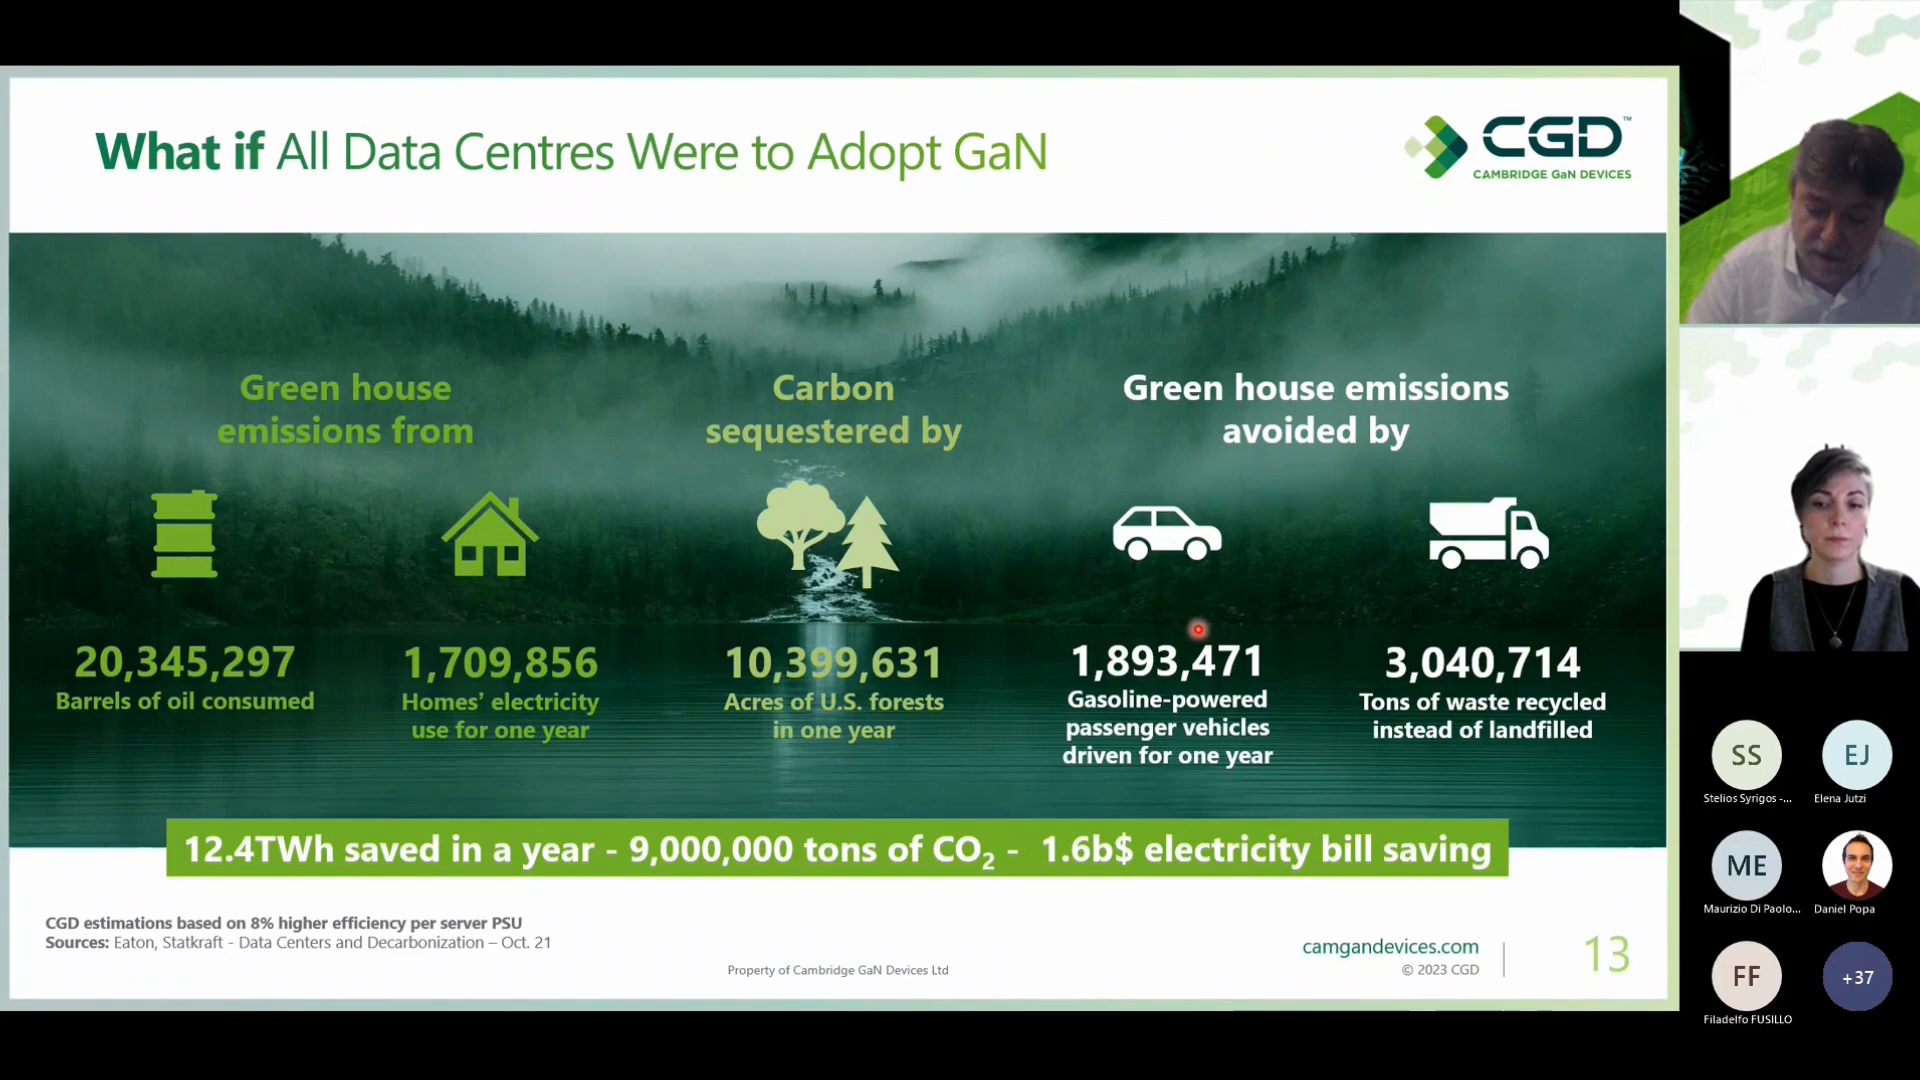 What if All Data Centres Were to Adopt GaN
CGD™
CAMBRIDGE GaN DEVICES
Green house
emissions from
Carbon
sequestered by
Green house emissions
avoided by
20,345,297
Barrels of oil consumed
1,709,856
Homes’ electricity
use for one year
10,399,631
Acres of U.S. forests
in one year
1,893,471
Gasoline-powered
passenger vehicles
driven for one year
3,040,714
Tons of waste recycled
instead of landfilled
12.4TWh saved in a year - 9,000,000 tons of CO₂ - 1.6b$ electricity bill saving
CGD estimations based on 8% higher efficiency per server PSU
Sources: Eaton, Statkraft - Data Centers and Decarbonization – Oct. 21
Property of Cambridge GaN Devices Ltd
camgandevices.com
© 2023 CGD
13
SS
Stelios Syrigos -...
EJ
Elena Jutzi
ME
Maurizio Di Paolo...
Daniel Popa
FF
Filadelfo FUSILLO
+37